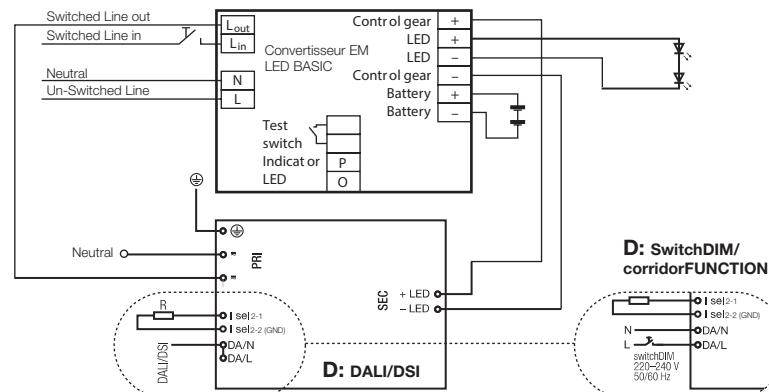 Switched Line out
Switched Line in
Neutral
Un-Switched Line
Lout
Lin
N
L
Convertisseur EM
LED BASIC
Control gear +
LED +
LED –
Control gear –
Battery +
Battery –
Test
switch
Indicator
LED
P
O
Neutral
PRI
SEC
+ LED
– LED
R
I sel2-1
I sel2-2 (GND)
DA/N
DA/L
DALI/DSI
D: DALI/DSI
D: SwitchDIM/
corridorFUNCTION
I sel2-1
I sel2-2 (GND)
N
DA/N
L
DA/L
switchDIM
220–240 V
50/60 Hz